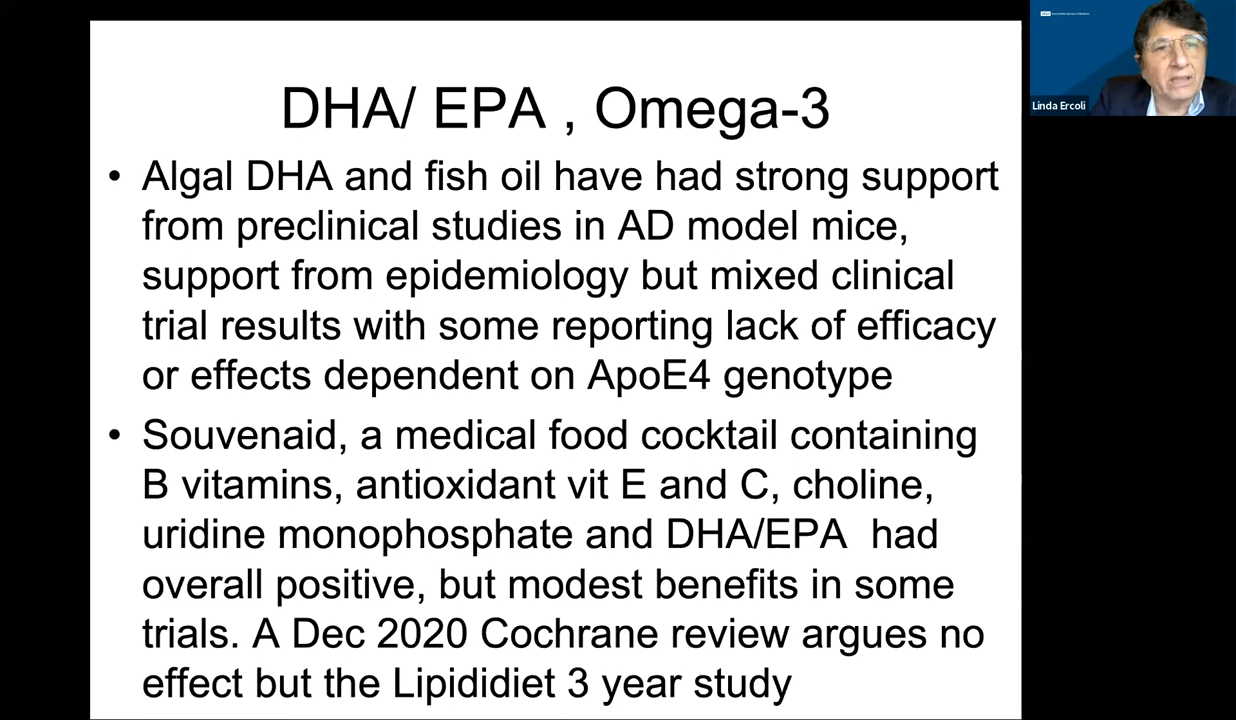 DHA/ EPA , Omega-3
• Algal DHA and fish oil have had strong support
from preclinical studies in AD model mice,
support from epidemiology but mixed clinical
trial results with some reporting lack of efficacy
or effects dependent on ApoE4 genotype
• Souvenaid, a medical food cocktail containing
B vitamins, antioxidant vit E and C, choline,
uridine monophosphate and DHA/EPA had
overall positive, but modest benefits in some
trials. A Dec 2020 Cochrane review argues no
effect but the Lipididiet 3 year study
Linda Ercoli